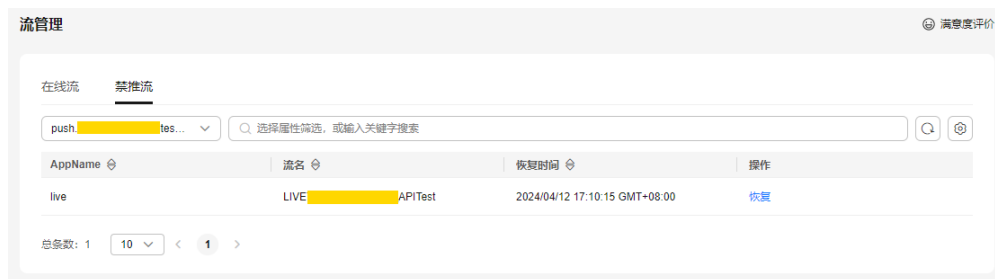 流管理
满意度评价
在线流 禁推流
push. tes... 选择属性筛选，或输入关键字搜索
AppName 流名 恢复时间 操作
live LIVE APITest 2024/04/12 17:10:15 GMT+08:00 恢复
总条数：1 10 < 1 >